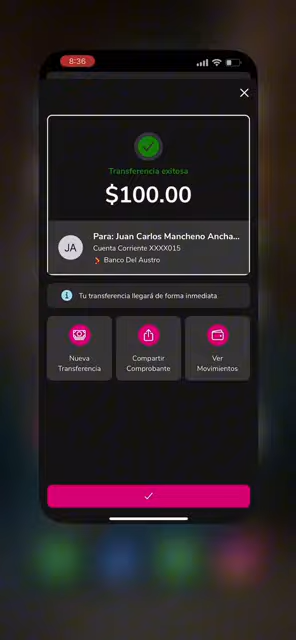 8:36
Transferencia exitosa
$100.00
JA
Para: Juan Carlos Mancheno Ancha...
Cuenta Corriente XXXX015
Banco Del Austro
Tu transferencia llegará de forma inmediata
Nueva
Transferencia
Compartir
Comprobante
Ver
Movimientos